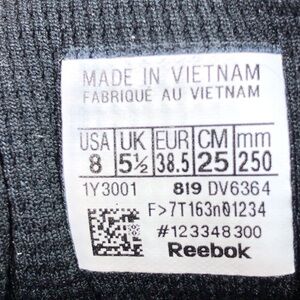 MADE IN VIETNAM
FABRIQUÉ AU VIETNAM
USA UK EUR CM mm
8 5½ 38.5 25 250
1Y3001 819 DV6364
F>7T163n01234
#123348300
Reebok